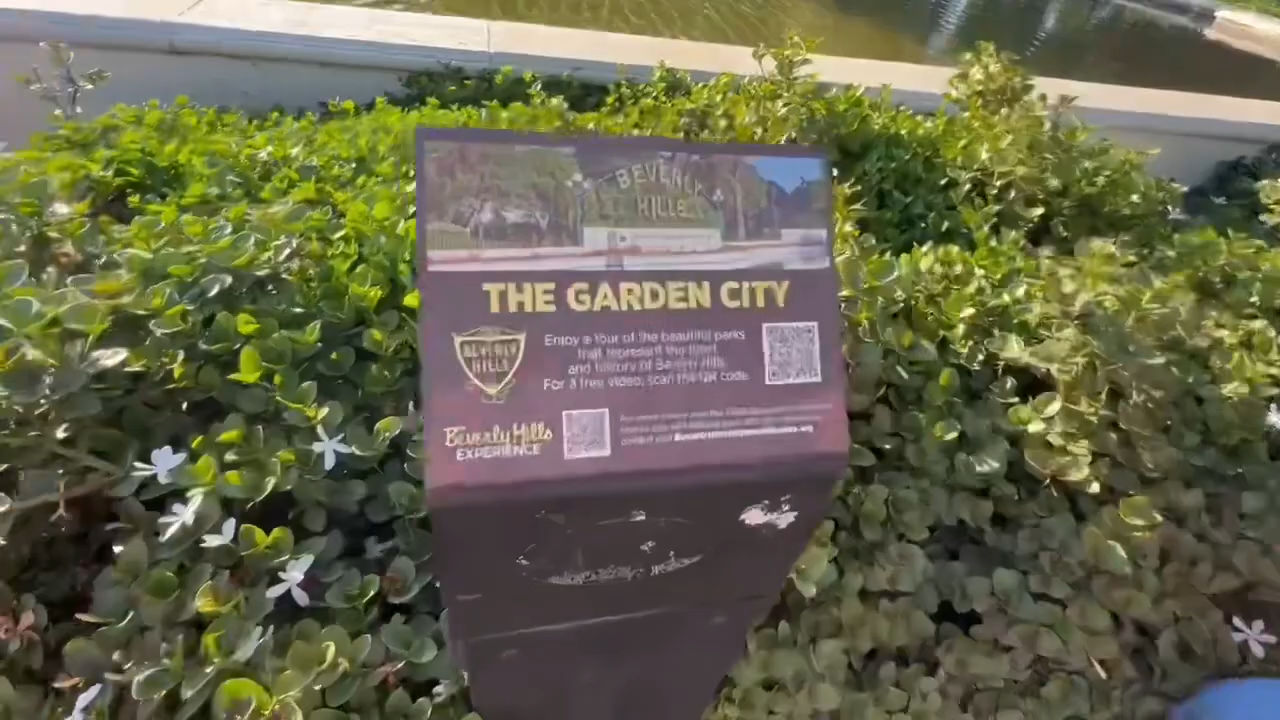 BEVERLY
HILLS
THE GARDEN CITY
BEVERLY
HILLS
Enjoy a tour of the beautiful parks
that represent the
and history of Beverly Hills.
For a free video, scan the QR code.
Beverly Hills
EXPERIENCE